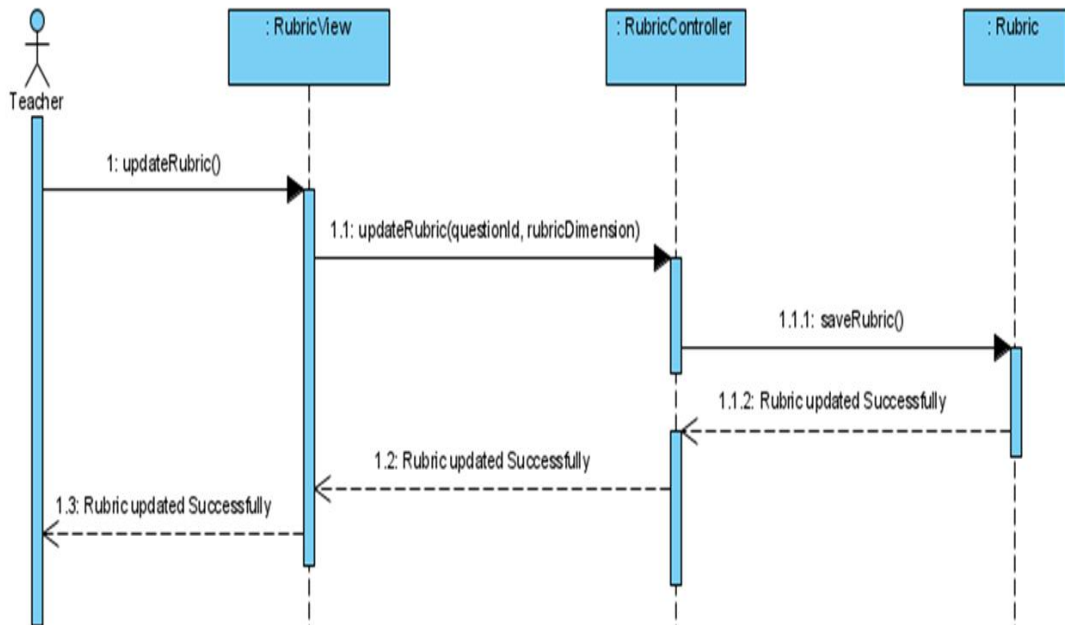 : RubricView
: RubricController
: Rubric
Teacher
1: updateRubric()
1.1: updateRubric(questionId, rubricDimension)
1.1.1: saveRubric()
1.1.2: Rubric updated Successfully
1.2: Rubric updated Successfully
1.3: Rubric updated Successfully